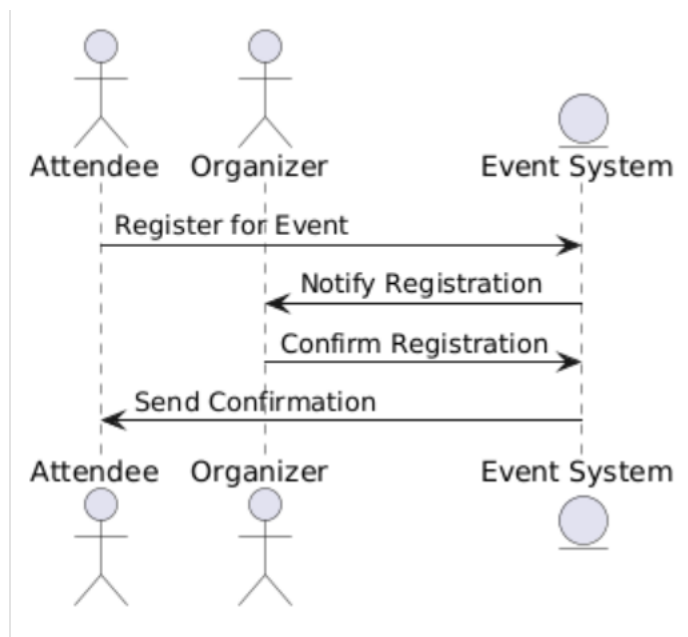 Attendee Organizer Event System
Register for Event
Notify Registration
Confirm Registration
Send Confirmation
Attendee Organizer Event System